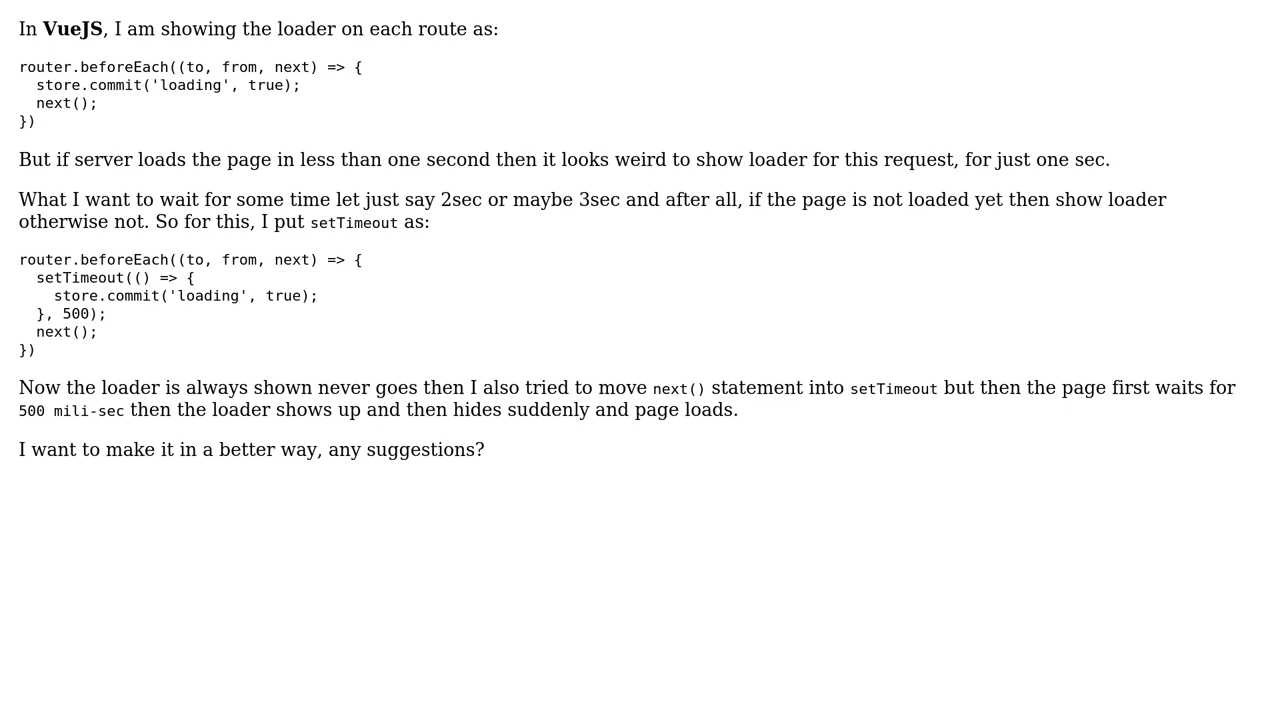 In VueJS, I am showing the loader on each route as:
router.beforeEach((to, from, next) => {
  store.commit('loading', true);
  next();
})
But if server loads the page in less than one second then it looks weird to show loader for this request, for just one sec.
What I want to wait for some time let just say 2sec or maybe 3sec and after all, if the page is not loaded yet then show loader
otherwise not. So for this, I put setTimeout as:
router.beforeEach((to, from, next) => {
  setTimeout(() => {
    store.commit('loading', true);
  }, 500);
  next();
})
Now the loader is always shown never goes then I also tried to move next() statement into setTimeout but then the page first waits for
500 mili-sec then the loader shows up and then hides suddenly and page loads.
I want to make it in a better way, any suggestions?